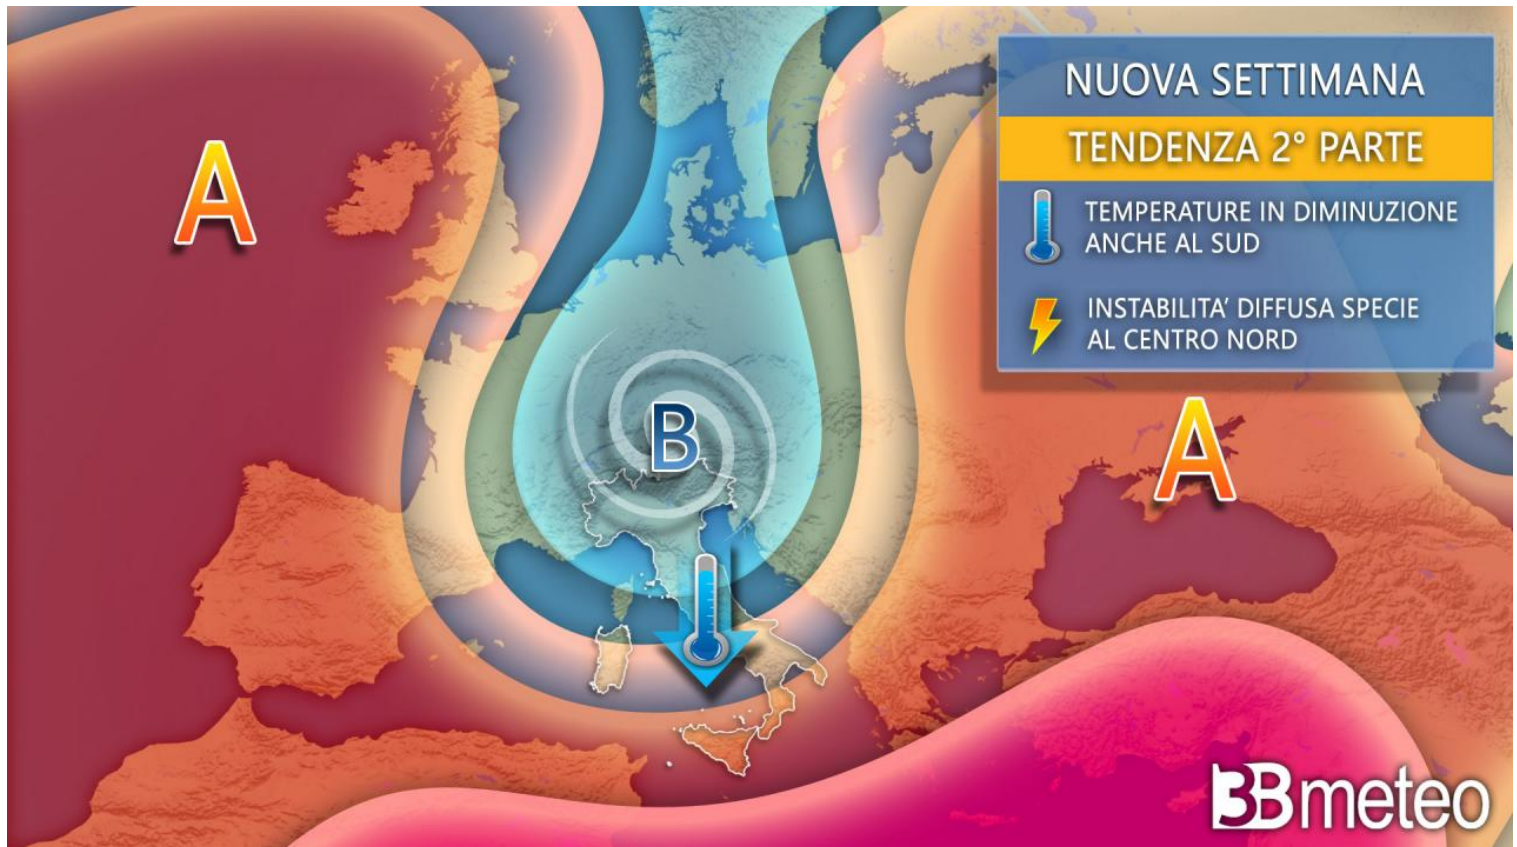 NUOVA SETTIMANA
TENDENZA 2° PARTE
TEMPERATURE IN DIMINUZIONE
ANCHE AL SUD
INSTABILITA’ DIFFUSA SPECIE
AL CENTRO NORD
A
B
A
3Bmeteo